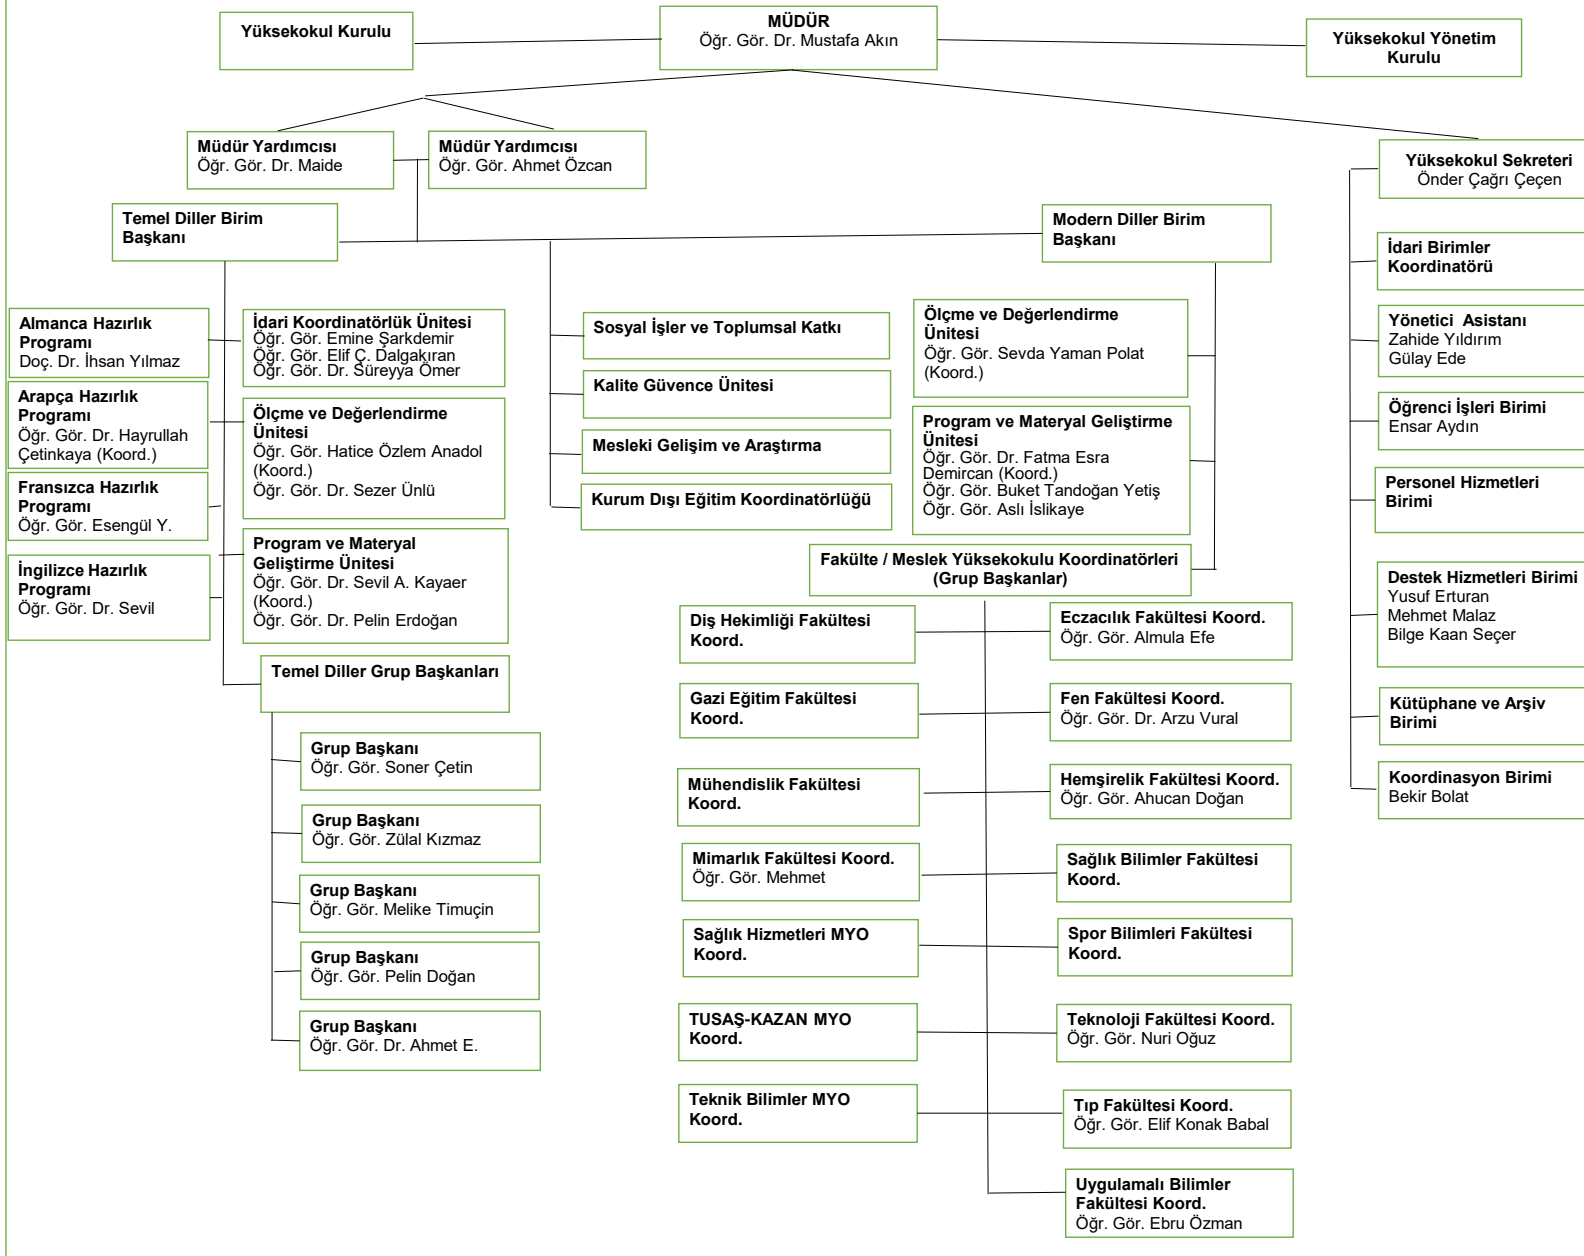 Yüksekokul Kurulu
MÜDÜR
Öğr. Gör. Dr. Mustafa Akın
Yüksekokul Yönetim
Kurulu
Müdür Yardımcısı
Öğr. Gör. Dr. Maide
Müdür Yardımcısı
Öğr. Gör. Ahmet Özcan
Yüksekokul Sekreteri
Önder Çağrı Çeçen
Temel Diller Birim
Başkanı
Modern Diller Birim
Başkanı
İdari Birimler
Koordinatörü
Almanca Hazırlık
Programı
Doç. Dr. İhsan Yılmaz
Arapça Hazırlık
Programı
Öğr. Gör. Dr. Hayrullah
Çetinkaya (Koord.)
Fransızca Hazırlık
Programı
Öğr. Gör. Esengül Y.
İngilizce Hazırlık
Programı
Öğr. Gör. Dr. Sevil
İdari Koordinatörlük Ünitesi
Öğr. Gör. Emine Şarkdemir
Öğr. Gör. Elif Ç. Dalgakıran
Öğr. Gör. Dr. Süreyya Ömer
Ölçme ve Değerlendirme
Ünitesi
Öğr. Gör. Hatice Özlem Anadol
(Koord.)
Öğr. Gör. Dr. Sezer Ünlü
Program ve Materyal
Geliştirme Ünitesi
Öğr. Gör. Dr. Sevil A. Kayaer
(Koord.)
Öğr. Gör. Dr. Pelin Erdoğan
Temel Diller Grup Başkanları
Grup Başkanı
Öğr. Gör. Soner Çetin
Grup Başkanı
Öğr. Gör. Zülal Kızmaz
Grup Başkanı
Öğr. Gör. Melike Timuçin
Grup Başkanı
Öğr. Gör. Pelin Doğan
Grup Başkanı
Öğr. Gör. Dr. Ahmet E.
Sosyal İşler ve Toplumsal Katkı
Kalite Güvence Ünitesi
Mesleki Gelişim ve Araştırma
Kurum Dışı Eğitim Koordinatörlüğü
Ölçme ve Değerlendirme
Ünitesi
Öğr. Gör. Sevda Yaman Polat
(Koord.)
Program ve Materyal Geliştirme
Ünitesi
Öğr. Gör. Dr. Fatma Esra
Demircan (Koord.)
Öğr. Gör. Buket Tandoğan Yetiş
Öğr. Gör. Aslı İslikaye
Fakülte / Meslek Yüksekokulu Koordinatörleri
(Grup Başkanlar)
Diş Hekimliği Fakültesi
Koord.
Eczacılık Fakültesi Koord.
Öğr. Gör. Almula Efe
Gazi Eğitim Fakültesi
Koord.
Fen Fakültesi Koord.
Öğr. Gör. Dr. Arzu Vural
Mühendislik Fakültesi
Koord.
Hemşirelik Fakültesi Koord.
Öğr. Gör. Ahucan Doğan
Mimarlık Fakültesi Koord.
Öğr. Gör. Mehmet
Sağlık Bilimler Fakültesi
Koord.
Sağlık Hizmetleri MYO
Koord.
Spor Bilimleri Fakültesi
Koord.
TUSAŞ-KAZAN MYO
Koord.
Teknoloji Fakültesi Koord.
Öğr. Gör. Nuri Oğuz
Teknik Bilimler MYO
Koord.
Tıp Fakültesi Koord.
Öğr. Gör. Elif Konak Babal
Uygulamalı Bilimler
Fakültesi Koord.
Öğr. Gör. Ebru Özman
Yönetici Asistanı
Zahide Yıldırım
Gülay Ede
Öğrenci İşleri Birimi
Ensar Aydın
Personel Hizmetleri
Birimi
Destek Hizmetleri Birimi
Yusuf Erturan
Mehmet Malaz
Bilge Kaan Seçer
Kütüphane ve Arşiv
Birimi
Koordinasyon Birimi
Bekir Bolat